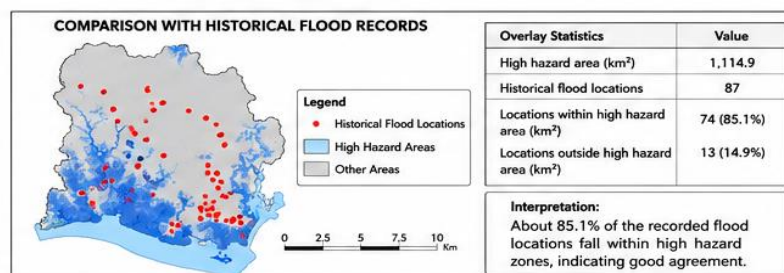 COMPARISON WITH HISTORICAL FLOOD RECORDS
Legend
Historical Flood Locations
High Hazard Areas
Other Areas
0 2,5 5 7,5 10
Km
Overlay Statistics Value
High hazard area (km²) 1,114.9
Historical flood locations 87
Locations within high hazard 74 (85.1%)
area (km²)
Locations outside high hazard 13 (14.9%)
area (km²)
Interpretation:
About 85.1% of the recorded flood
locations fall within high hazard
zones, indicating good agreement.